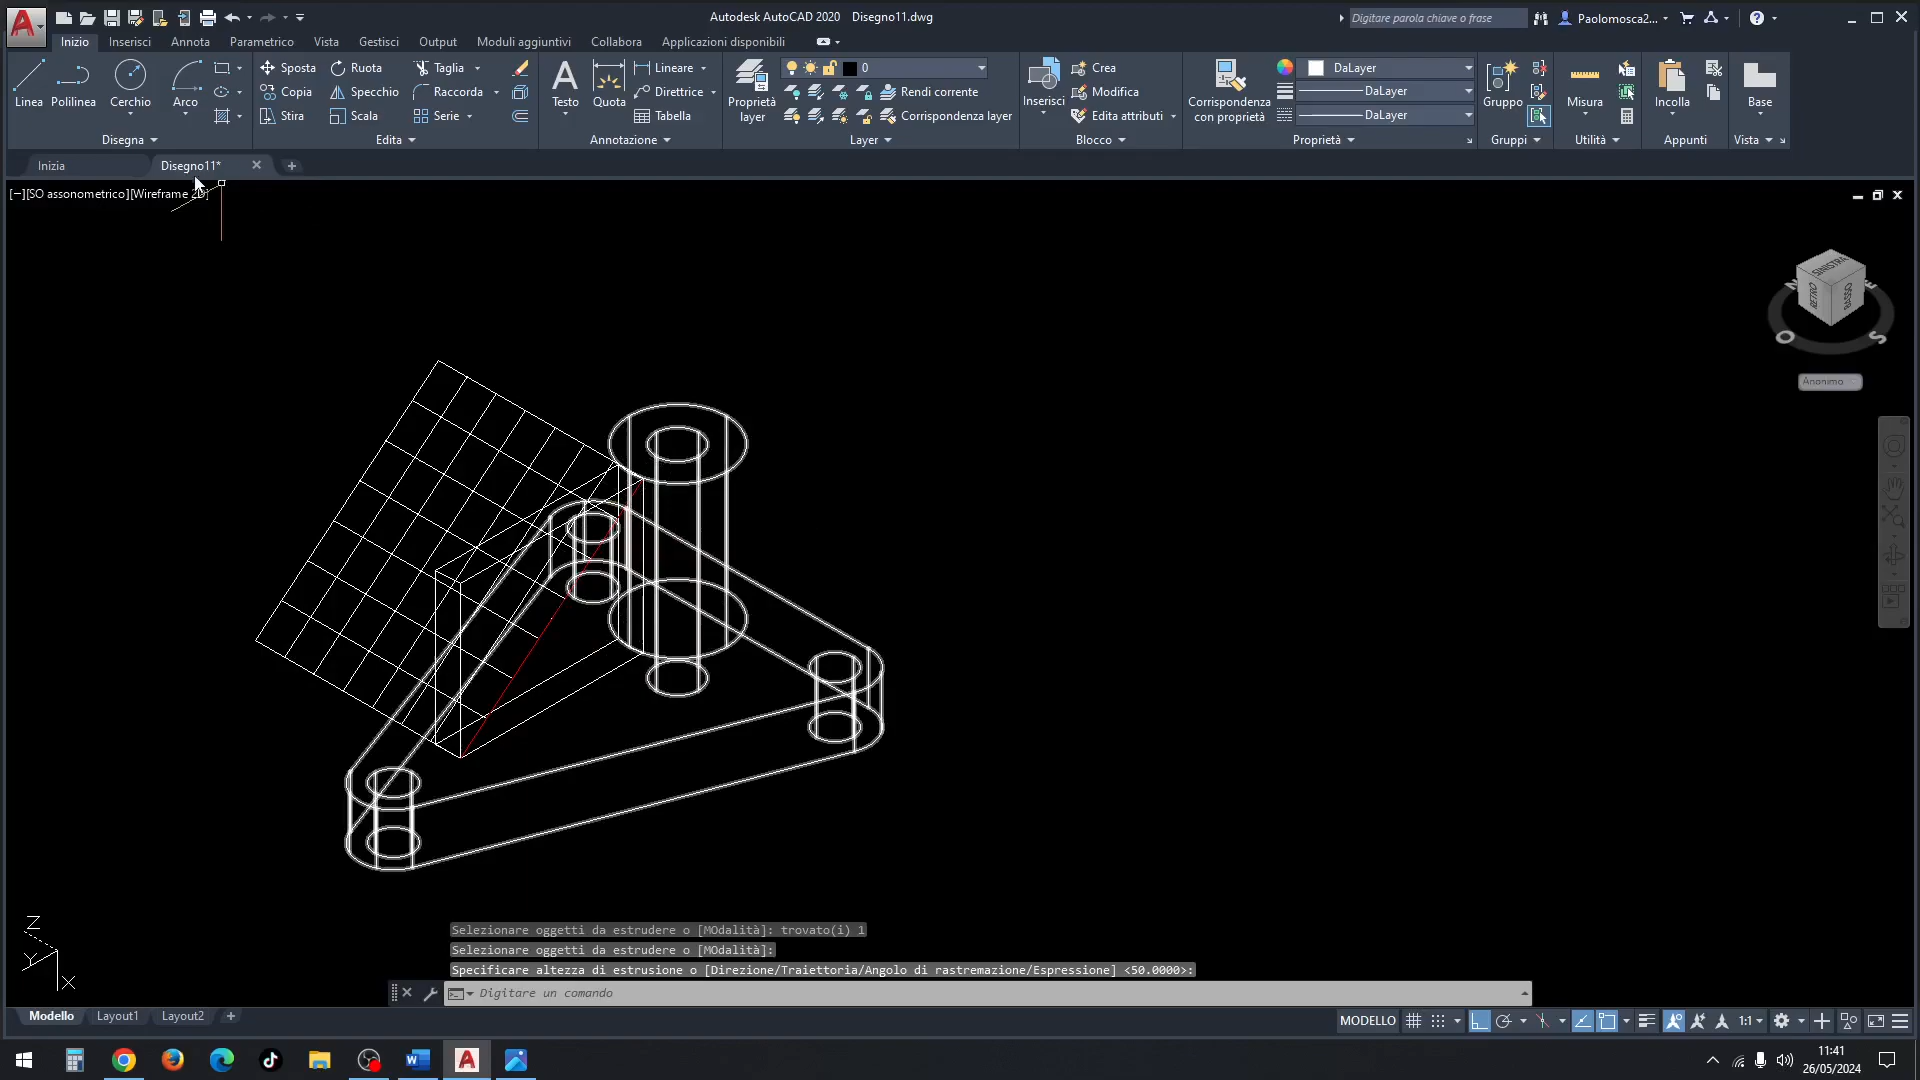 Autodesk AutoCAD 2020 Disegno11.dwg
Digitare parola chiave o frase
Paolomosca2...
Inizio Inserisci Annota Parametrico Vista Gestisci Output Moduli aggiuntivi Collabora Applicazioni disponibili
Linea Polilinea Cerchio Arco
Sposta Ruota Taglia
Copia Specchio Raccorda
Stira Scala Serie
Testo Quota
Lineare
Direttrice
Tabella
Proprietà layer
0
Rendi corrente
Corrispondenza layer
Inserisci
Crea
Modifica
Edita attributi
Corrispondenza con proprietà
DaLayer
DaLayer
DaLayer
Gruppo
Misura
Incolla
Base
Disegna Edita Annotazione Layer Blocco Proprietà Gruppi Utilità Appunti Vista
Inizia Disegno11*
[−][SO assonometrico][Wireframe 2D]
SINISTRA
RETRO
BASSO
O S
Anonimo
Z
Y
X
Selezionare oggetti da estrudere o [MOdalità]: trovato(i) 1
Selezionare oggetti da estrudere o [MOdalità]:
Specificare altezza di estrusione o [Direzione/Traiettoria/Angolo di rastremazione/Espressione] <50.0000>:
Digitare un comando
Modello Layout1 Layout2
MODELLO
1:1
11:41
26/05/2024